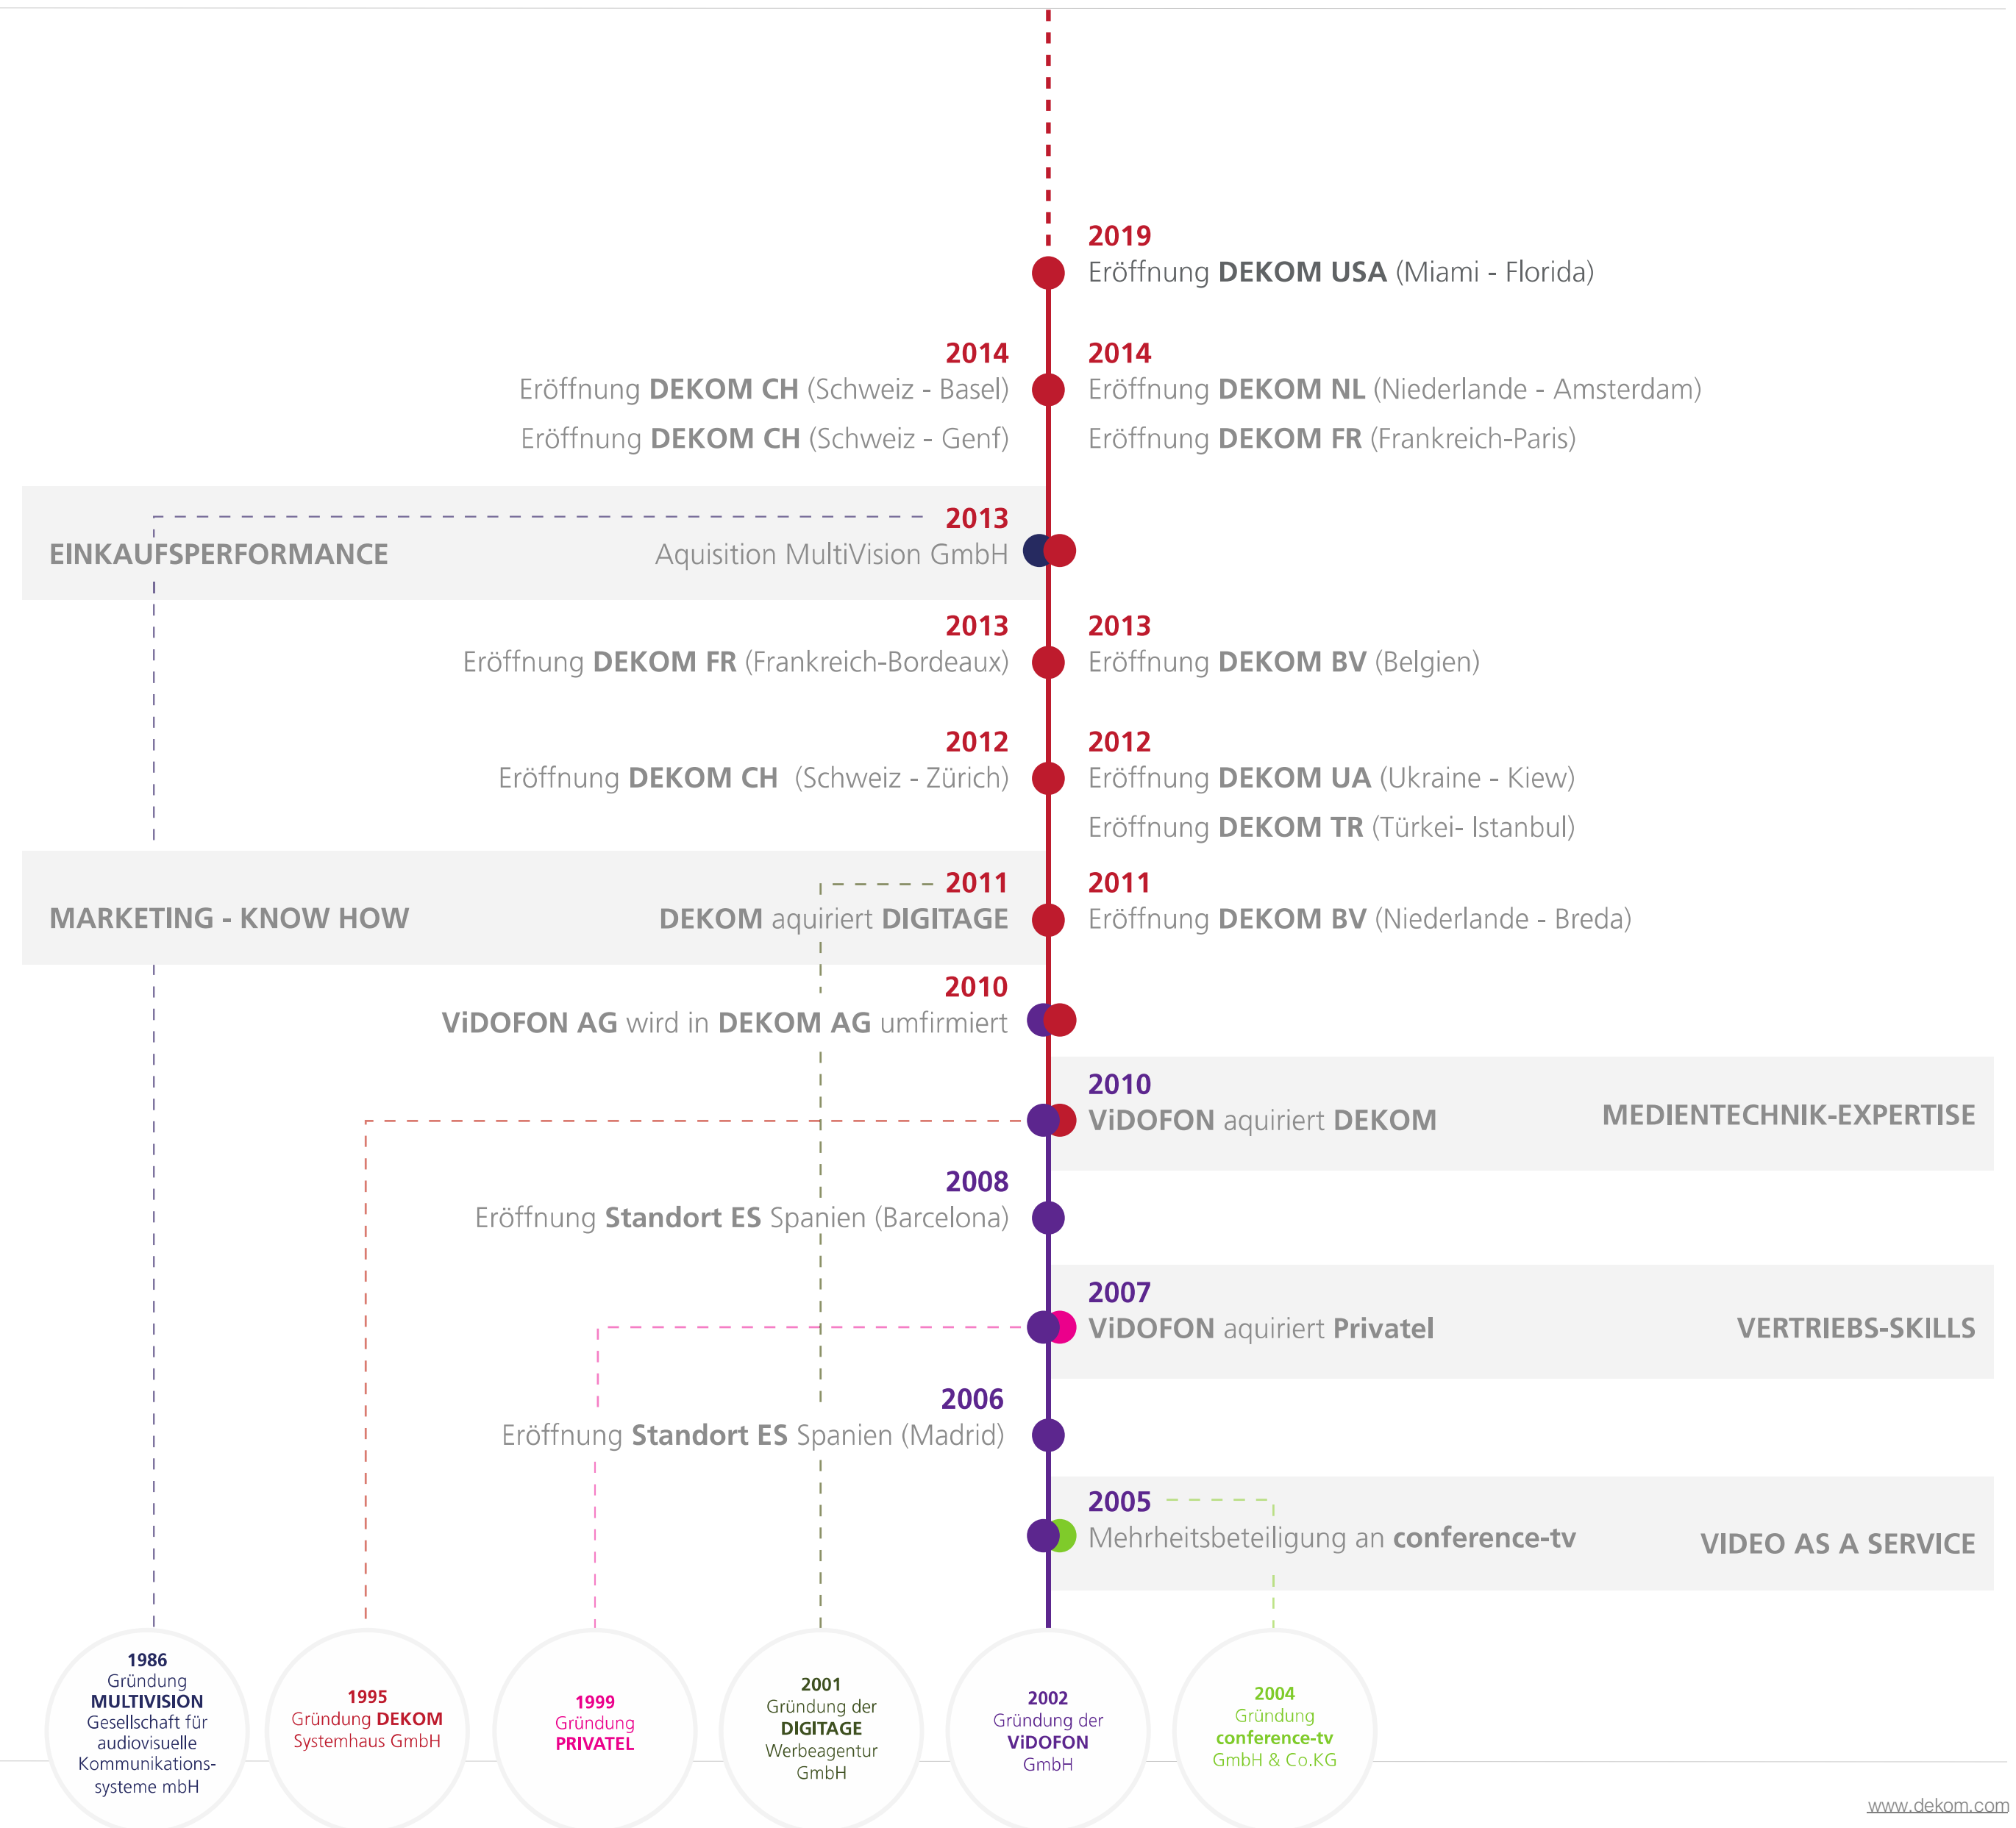 2019
Eröffnung DEKOM USA (Miami - Florida)
2014
Eröffnung DEKOM CH (Schweiz - Basel)
Eröffnung DEKOM CH (Schweiz - Genf)
2014
Eröffnung DEKOM NL (Niederlande - Amsterdam)
Eröffnung DEKOM FR (Frankreich-Paris)
2013
EINKAUFSPERFORMANCE
Aquisition MultiVision GmbH
2013
Eröffnung DEKOM FR (Frankreich-Bordeaux)
2013
Eröffnung DEKOM BV (Belgien)
2012
Eröffnung DEKOM CH (Schweiz - Zürich)
2012
Eröffnung DEKOM UA (Ukraine - Kiew)
Eröffnung DEKOM TR (Türkei- Istanbul)
2011
MARKETING - KNOW HOW
DEKOM aquiriert DIGITAGE
2011
Eröffnung DEKOM BV (Niederlande - Breda)
2010
ViDOFON AG wird in DEKOM AG umfirmiert
2010
ViDOFON aquiriert DEKOM
MEDIENTECHNIK-EXPERTISE
2008
Eröffnung Standort ES Spanien (Barcelona)
2007
ViDOFON aquiriert Privatel
VERTRIEBS-SKILLS
2006
Eröffnung Standort ES Spanien (Madrid)
2005
Mehrheitsbeteiligung an conference-tv
VIDEO AS A SERVICE
1986
Gründung
MULTIVISION
Gesellschaft für
audiovisuelle
Kommunikations-
systeme mbH
1995
Gründung DEKOM
Systemhaus GmbH
1999
Gründung
PRIVATEL
2001
Gründung der
DIGITAGE
Werbeagentur
GmbH
2002
Gründung der
ViDOFON
GmbH
2004
Gründung
conference-tv
GmbH & Co.KG
www.dekom.com